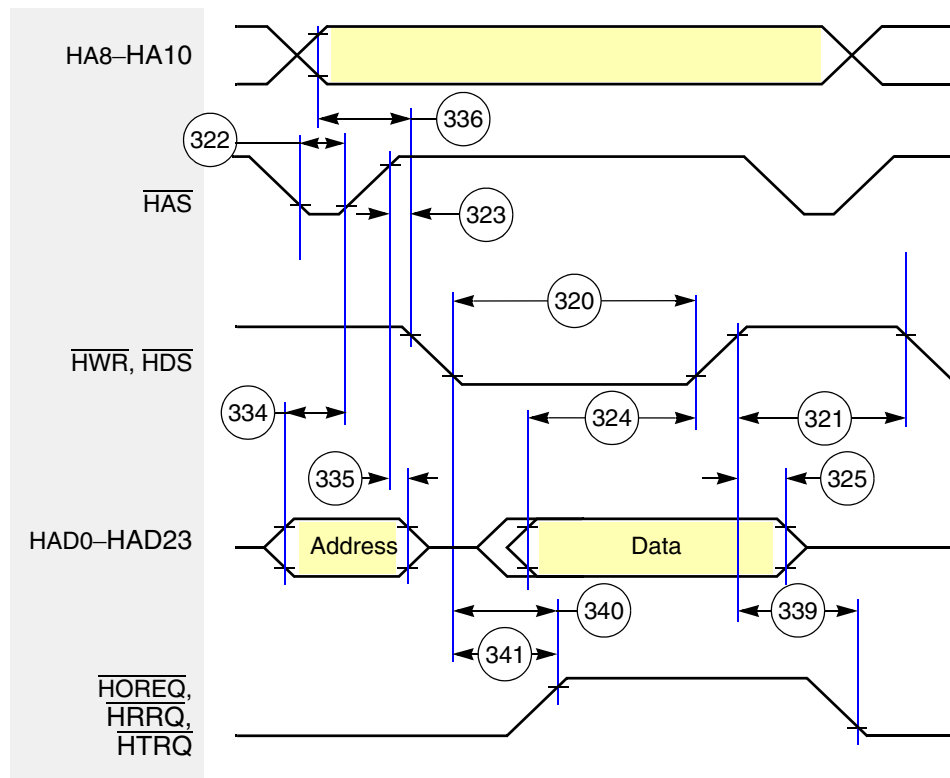 HA8–HA10
336
322
HAS
323
320
HWR, HDS
334
324
321
335
325
HAD0–HAD23
Address
Data
340
339
341
HOREQ,
HRRQ,
HTRQ